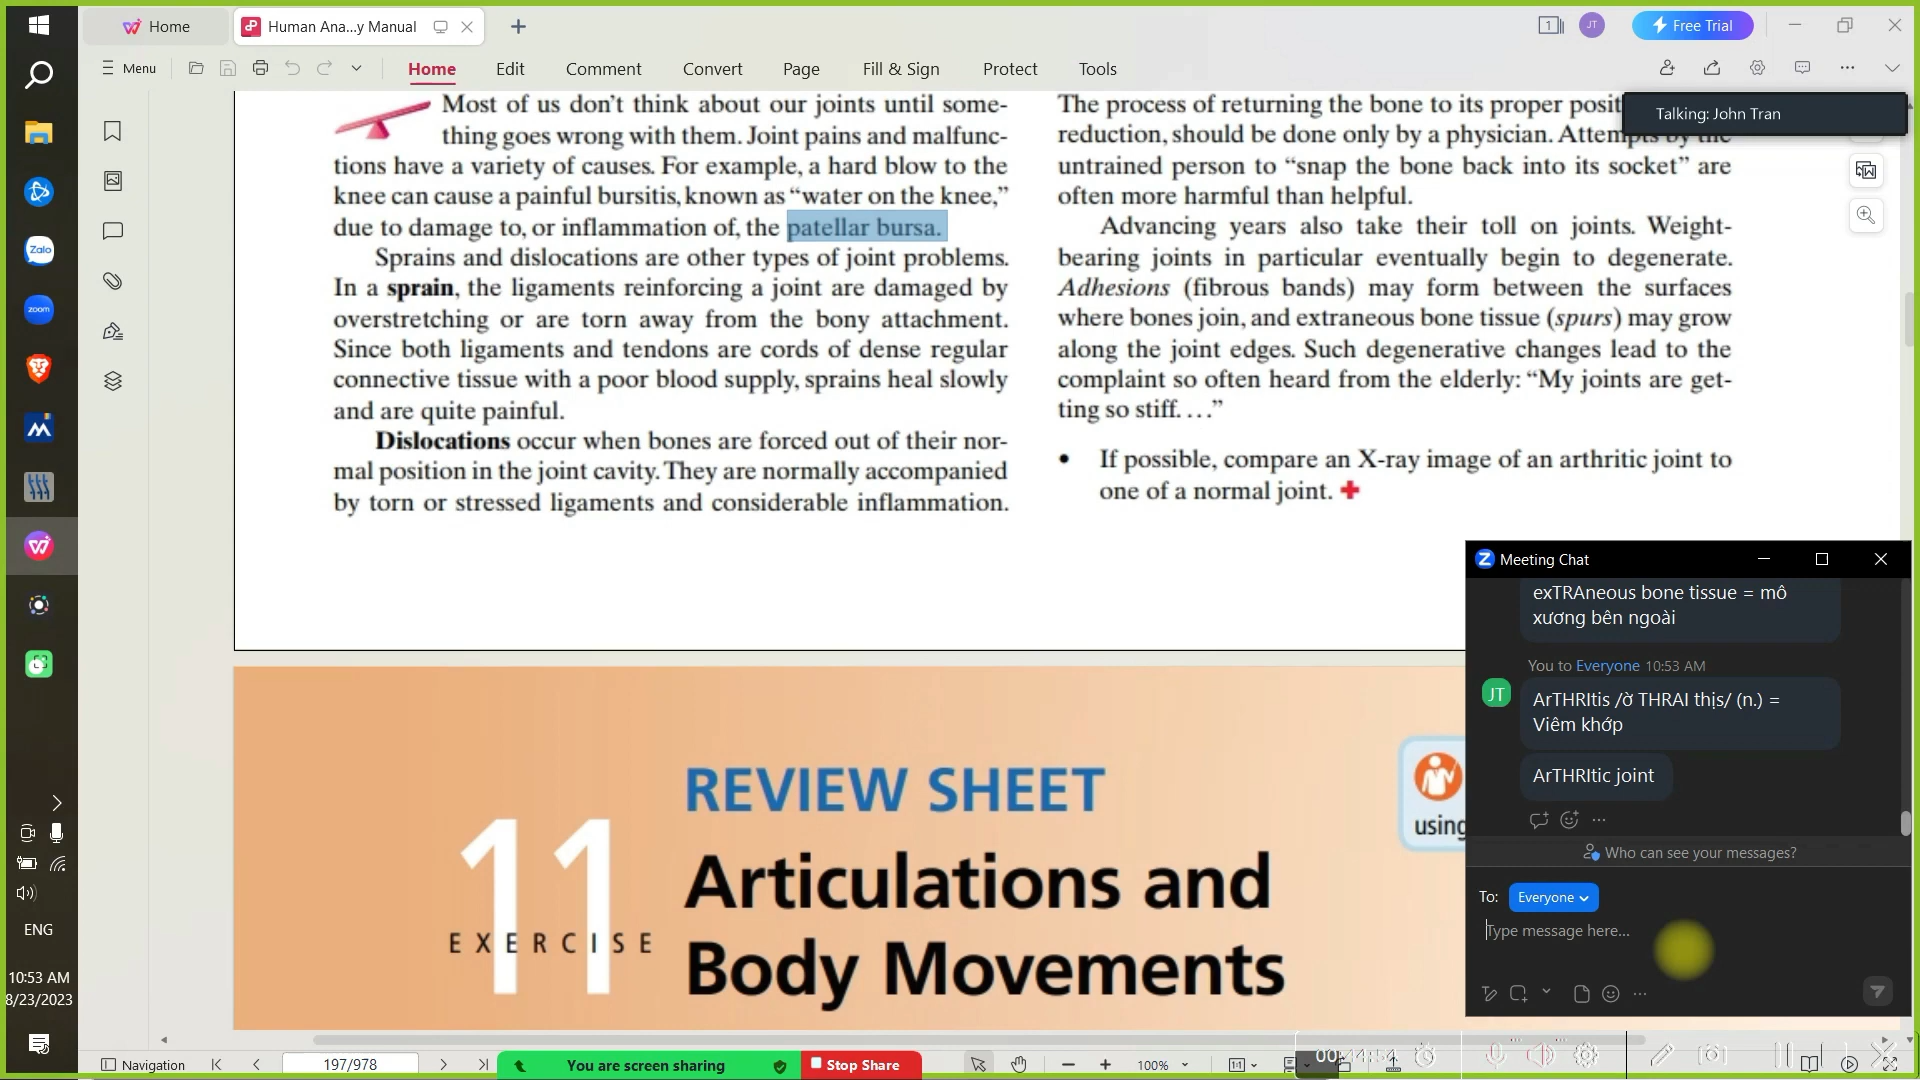 Home
Human Ana...y Manual
1
JT
Free Trial
Menu
Home
Edit
Comment
Convert
Page
Fill & Sign
Protect
Tools
Talking: John Tran
Most of us don't think about our joints until some-
thing goes wrong with them. Joint pains and malfunc-
tions have a variety of causes. For example, a hard blow to the
knee can cause a painful bursitis, known as “water on the knee,”
due to damage to, or inflammation of, the patellar bursa.
Sprains and dislocations are other types of joint problems.
In a sprain, the ligaments reinforcing a joint are damaged by
overstretching or are torn away from the bony attachment.
Since both ligaments and tendons are cords of dense regular
connective tissue with a poor blood supply, sprains heal slowly
and are quite painful.
Dislocations occur when bones are forced out of their nor-
mal position in the joint cavity. They are normally accompanied
by torn or stressed ligaments and considerable inflammation.
The process of returning the bone to its proper posit
reduction, should be done only by a physician. Attempts by the
untrained person to “snap the bone back into its socket” are
often more harmful than helpful.
Advancing years also take their toll on joints. Weight-
bearing joints in particular eventually begin to degenerate.
Adhesions (fibrous bands) may form between the surfaces
where bones join, and extraneous bone tissue (spurs) may grow
along the joint edges. Such degenerative changes lead to the
complaint so often heard from the elderly: “My joints are get-
ting so stiff. …”
• If possible, compare an X-ray image of an arthritic joint to
one of a normal joint.
REVIEW SHEET
11
EXERCISE
Articulations and
Body Movements
using
Meeting Chat
exTRAneous bone tissue = mô
xương bên ngoài
You to Everyone 10:53 AM
JT
ArTHRItis /ờ THRAI thịs/ (n.) =
Viêm khớp
ArTHRItic joint
Who can see your messages?
To: Everyone
Type message here...
Zalo
zoom
ENG
10:53 AM
8/23/2023
Navigation
197/978
You are screen sharing
Stop Share
100%